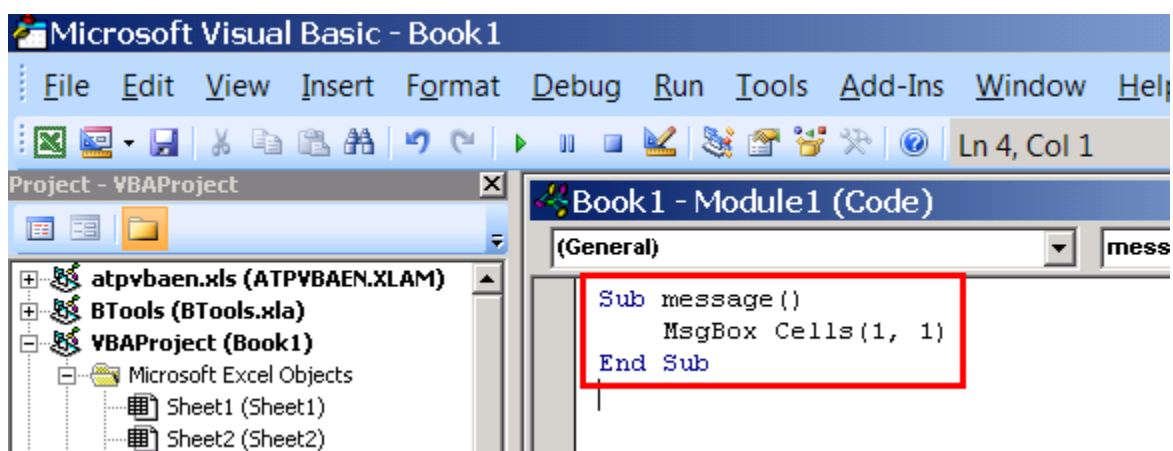 Microsoft Visual Basic - Book1
File Edit View Insert Format Debug Run Tools Add-Ins Window Help
Ln 4, Col 1
Project - VBAProject
Book1 - Module1 (Code)
(General)
mess
atpvbaen.xls (ATPVBAEN.XLAM)
BTools (BTools.xla)
VBAProject (Book1)
Microsoft Excel Objects
Sheet1 (Sheet1)
Sheet2 (Sheet2)
Sub message()
MsgBox Cells(1, 1)
End Sub